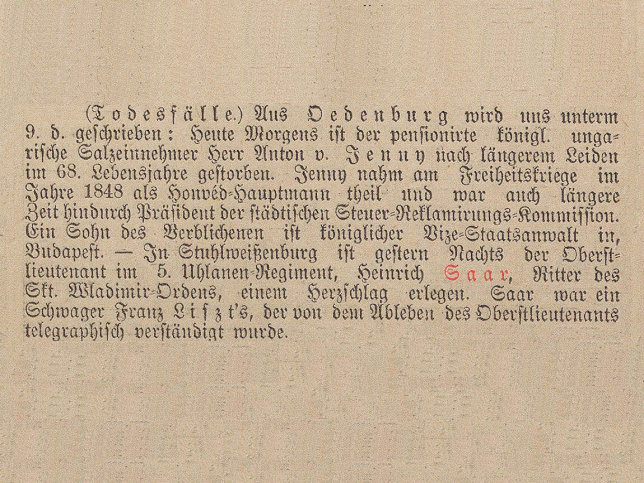 (Todesfälle.) Aus Oedenburg wird uns unterm
9. d. geschrieben: Heute Morgens ist der pensionirte königl. unga-
rische Salzeinnehmer Herr Anton v. Jenny nach längerem Leiden
im 68. Lebensjahre gestorben. Jenny nahm am Freiheitskriege im
Jahre 1848 als Honvéd-Hauptmann theil und war auch längere
Zeit hindurch Präsident der städtischen Steuer-Reklamirungs-Kommission.
Ein Sohn des Verblichenen ist königlicher Vize-Staatsanwalt in,
Budapest. — In Stuhlweißenburg ist gestern Nachts der Oberst-
lieutenant im 5. Uhlanen-Regiment, Heinrich Saar, Ritter des
Skt. Wladimir-Ordens, einem Herzschlag erlegen. Saar war ein
Schwager Franz Liszt's, der von dem Ableben des Oberstlieutenants
telegraphisch verständigt wurde.